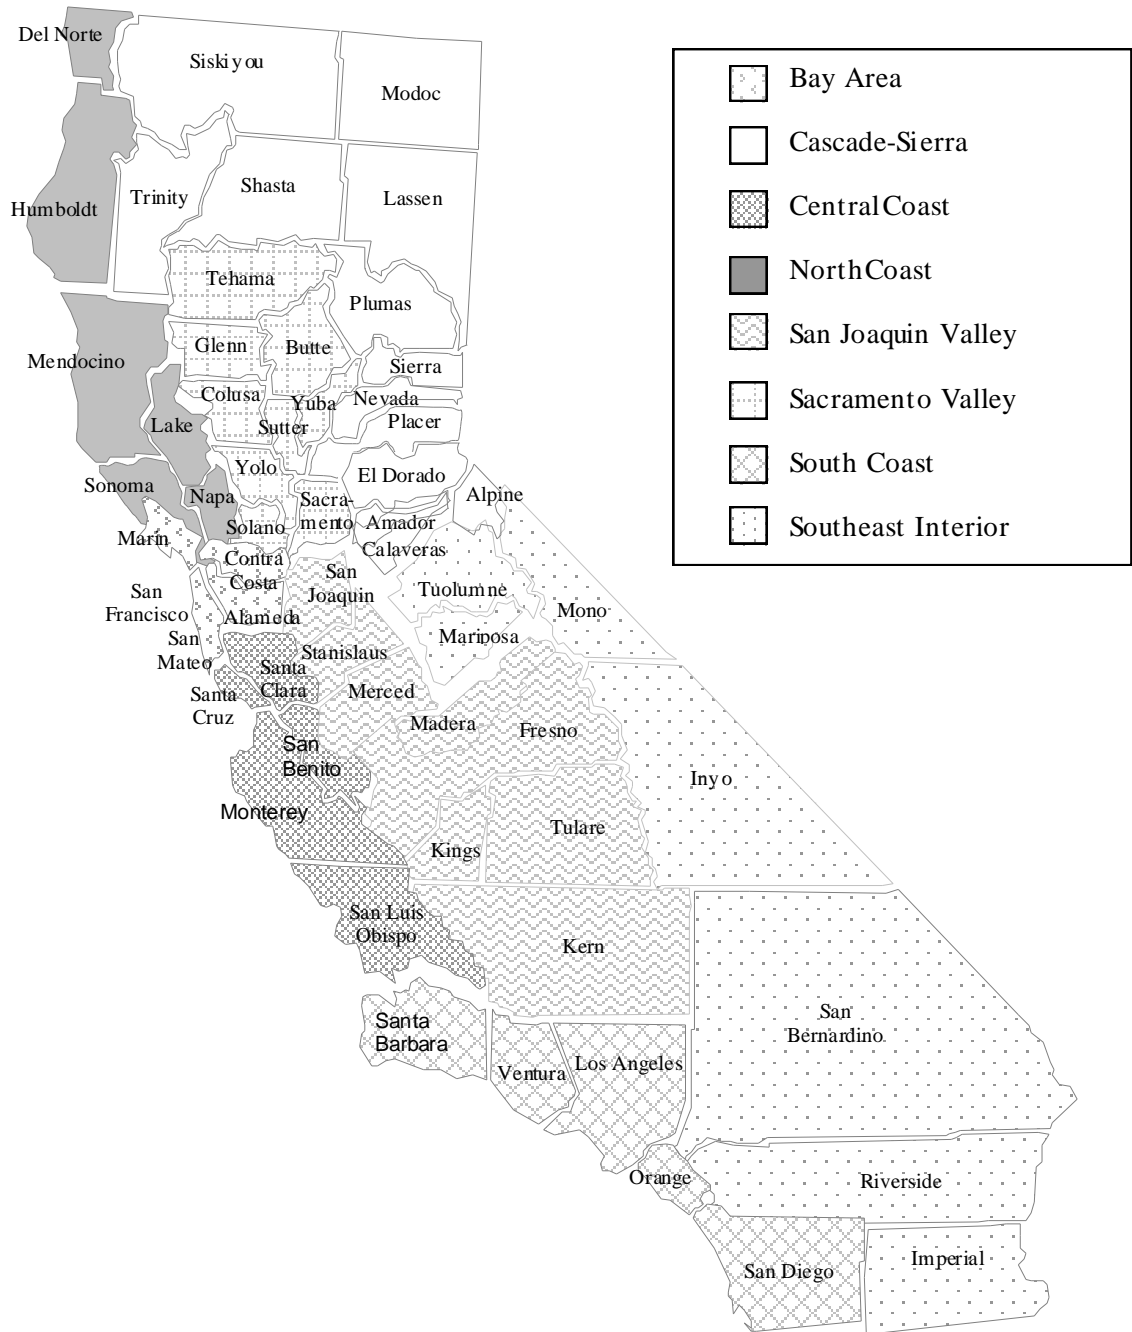 Del Norte
Siskiyou
Modoc
Humboldt
Trinity
Shasta
Lassen
Tehama
Plumas
Mendocino
Glenn
Butte
Sierra
Colusa
Yuba
Nevada
Lake
Sutter
Placer
Yolo
El Dorado
Sonoma
Napa
Sacra-
mento
Alpine
Marin
Solano
Amador
Calaveras
Contra
Costa
San
Joaquin
Tuolumne
Mono
San
Francisco
Alameda
Mariposa
San
Mateo
Stanislaus
Santa
Clara
Merced
Santa
Cruz
Madera
Fresno
San
Benito
Inyo
Monterey
Tulare
Kings
San Luis
Obispo
Kern
Santa
Barbara
San
Bernardino
Ventura
Los Angeles
Orange
Riverside
San Diego
Imperial
Bay Area
Cascade-Sierra
Central Coast
North Coast
San Joaquin Valley
Sacramento Valley
South Coast
Southeast Interior